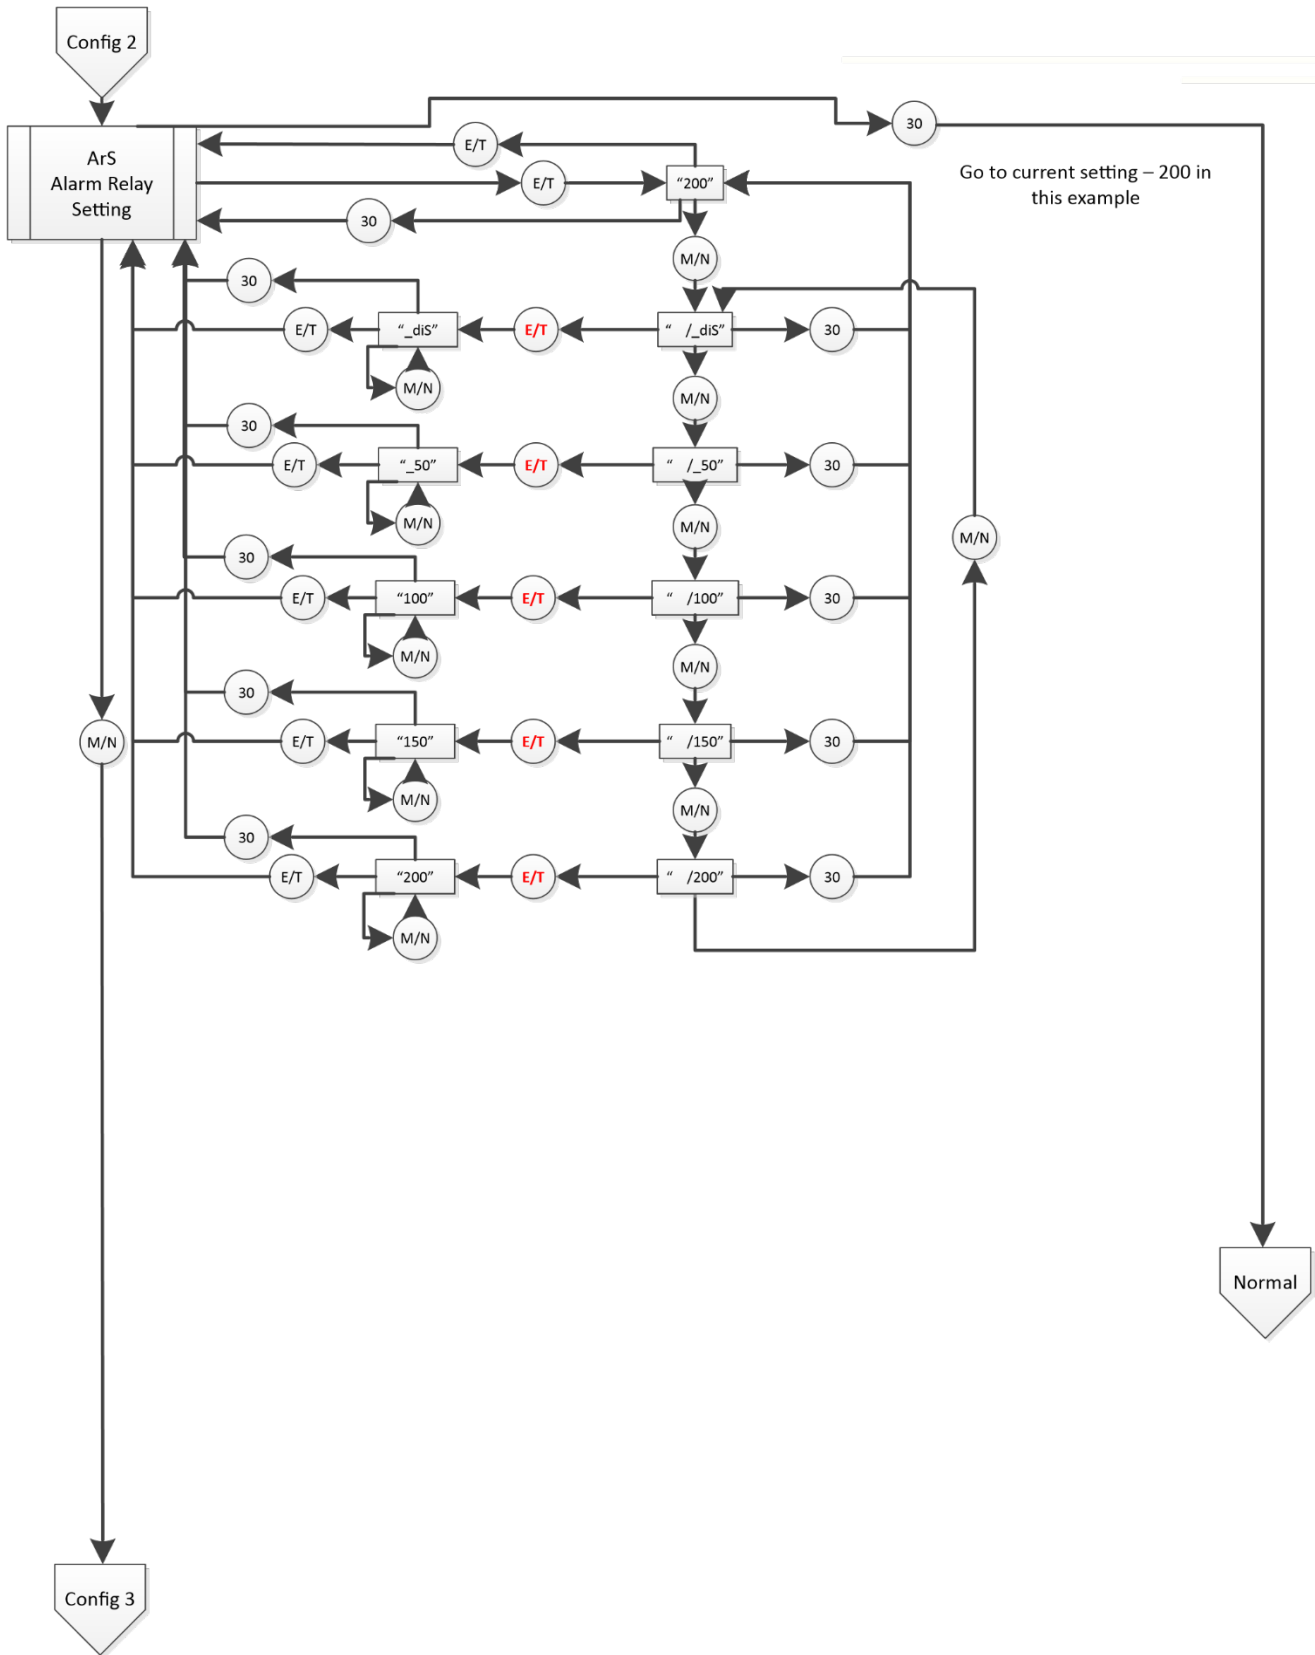 Config 2
30
E/T
ArS
Alarm Relay
Setting
E/T
“200”
Go to current setting – 200 in
this example
30
M/N
30
E/T
“_diS”
E/T
“ /_diS”
30
M/N
M/N
30
E/T
“_50”
E/T
“ /_50”
30
M/N
M/N
M/N
30
E/T
“100”
E/T
“ /100”
30
M/N
M/N
30
M/N
E/T
“150”
E/T
“ /150”
30
M/N
M/N
30
E/T
“200”
E/T
“ /200”
30
M/N
Normal
Config 3